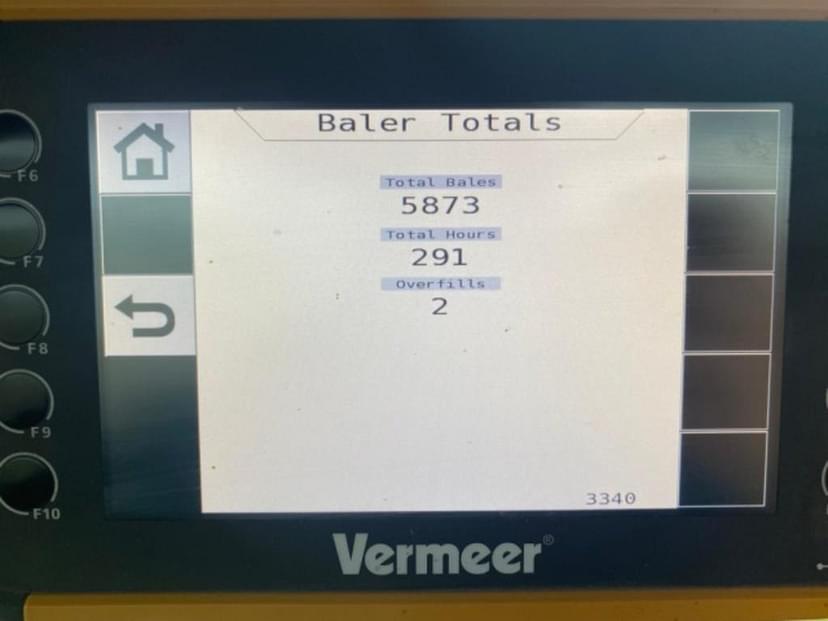 Baler Totals
Total Bales
5873
Total Hours
291
Overfills
2
3340
F6
F7
F8
F9
F10
Vermeer®